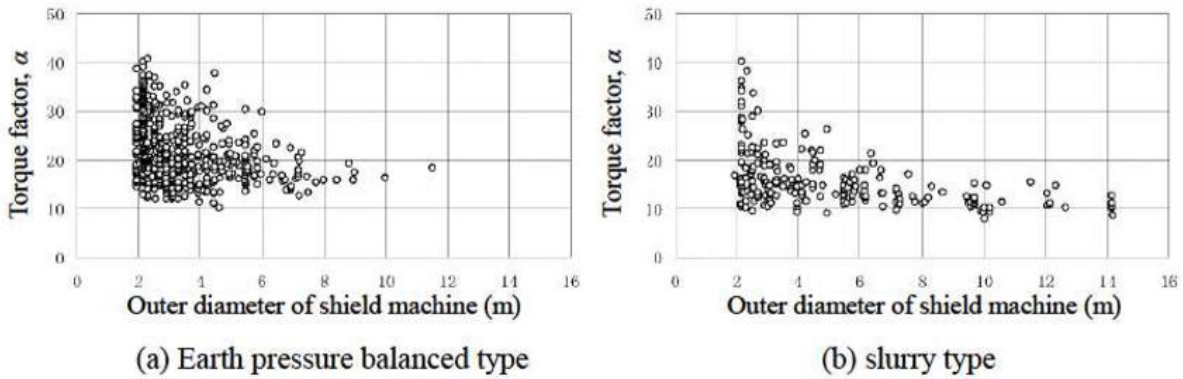 50
40
30
20
10
0
Torque factor, α
0 2 4 6 8 10 12 14 16
Outer diameter of shield machine (m)
(a) Earth pressure balanced type
50
10
30
20
10
0
Torque factor, α
0 2 4 6 8 10 12 14 16
Outer diameter of shield machine (m)
(b) slurry type